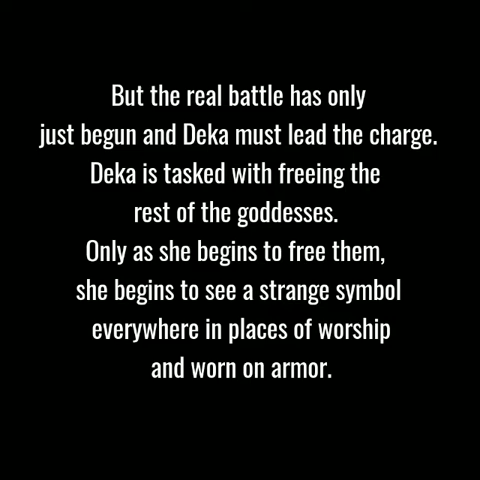 But the real battle has only
just begun and Deka must lead the charge.
Deka is tasked with freeing the
rest of the goddesses.
Only as she begins to free them,
she begins to see a strange symbol
everywhere in places of worship
and worn on armor.